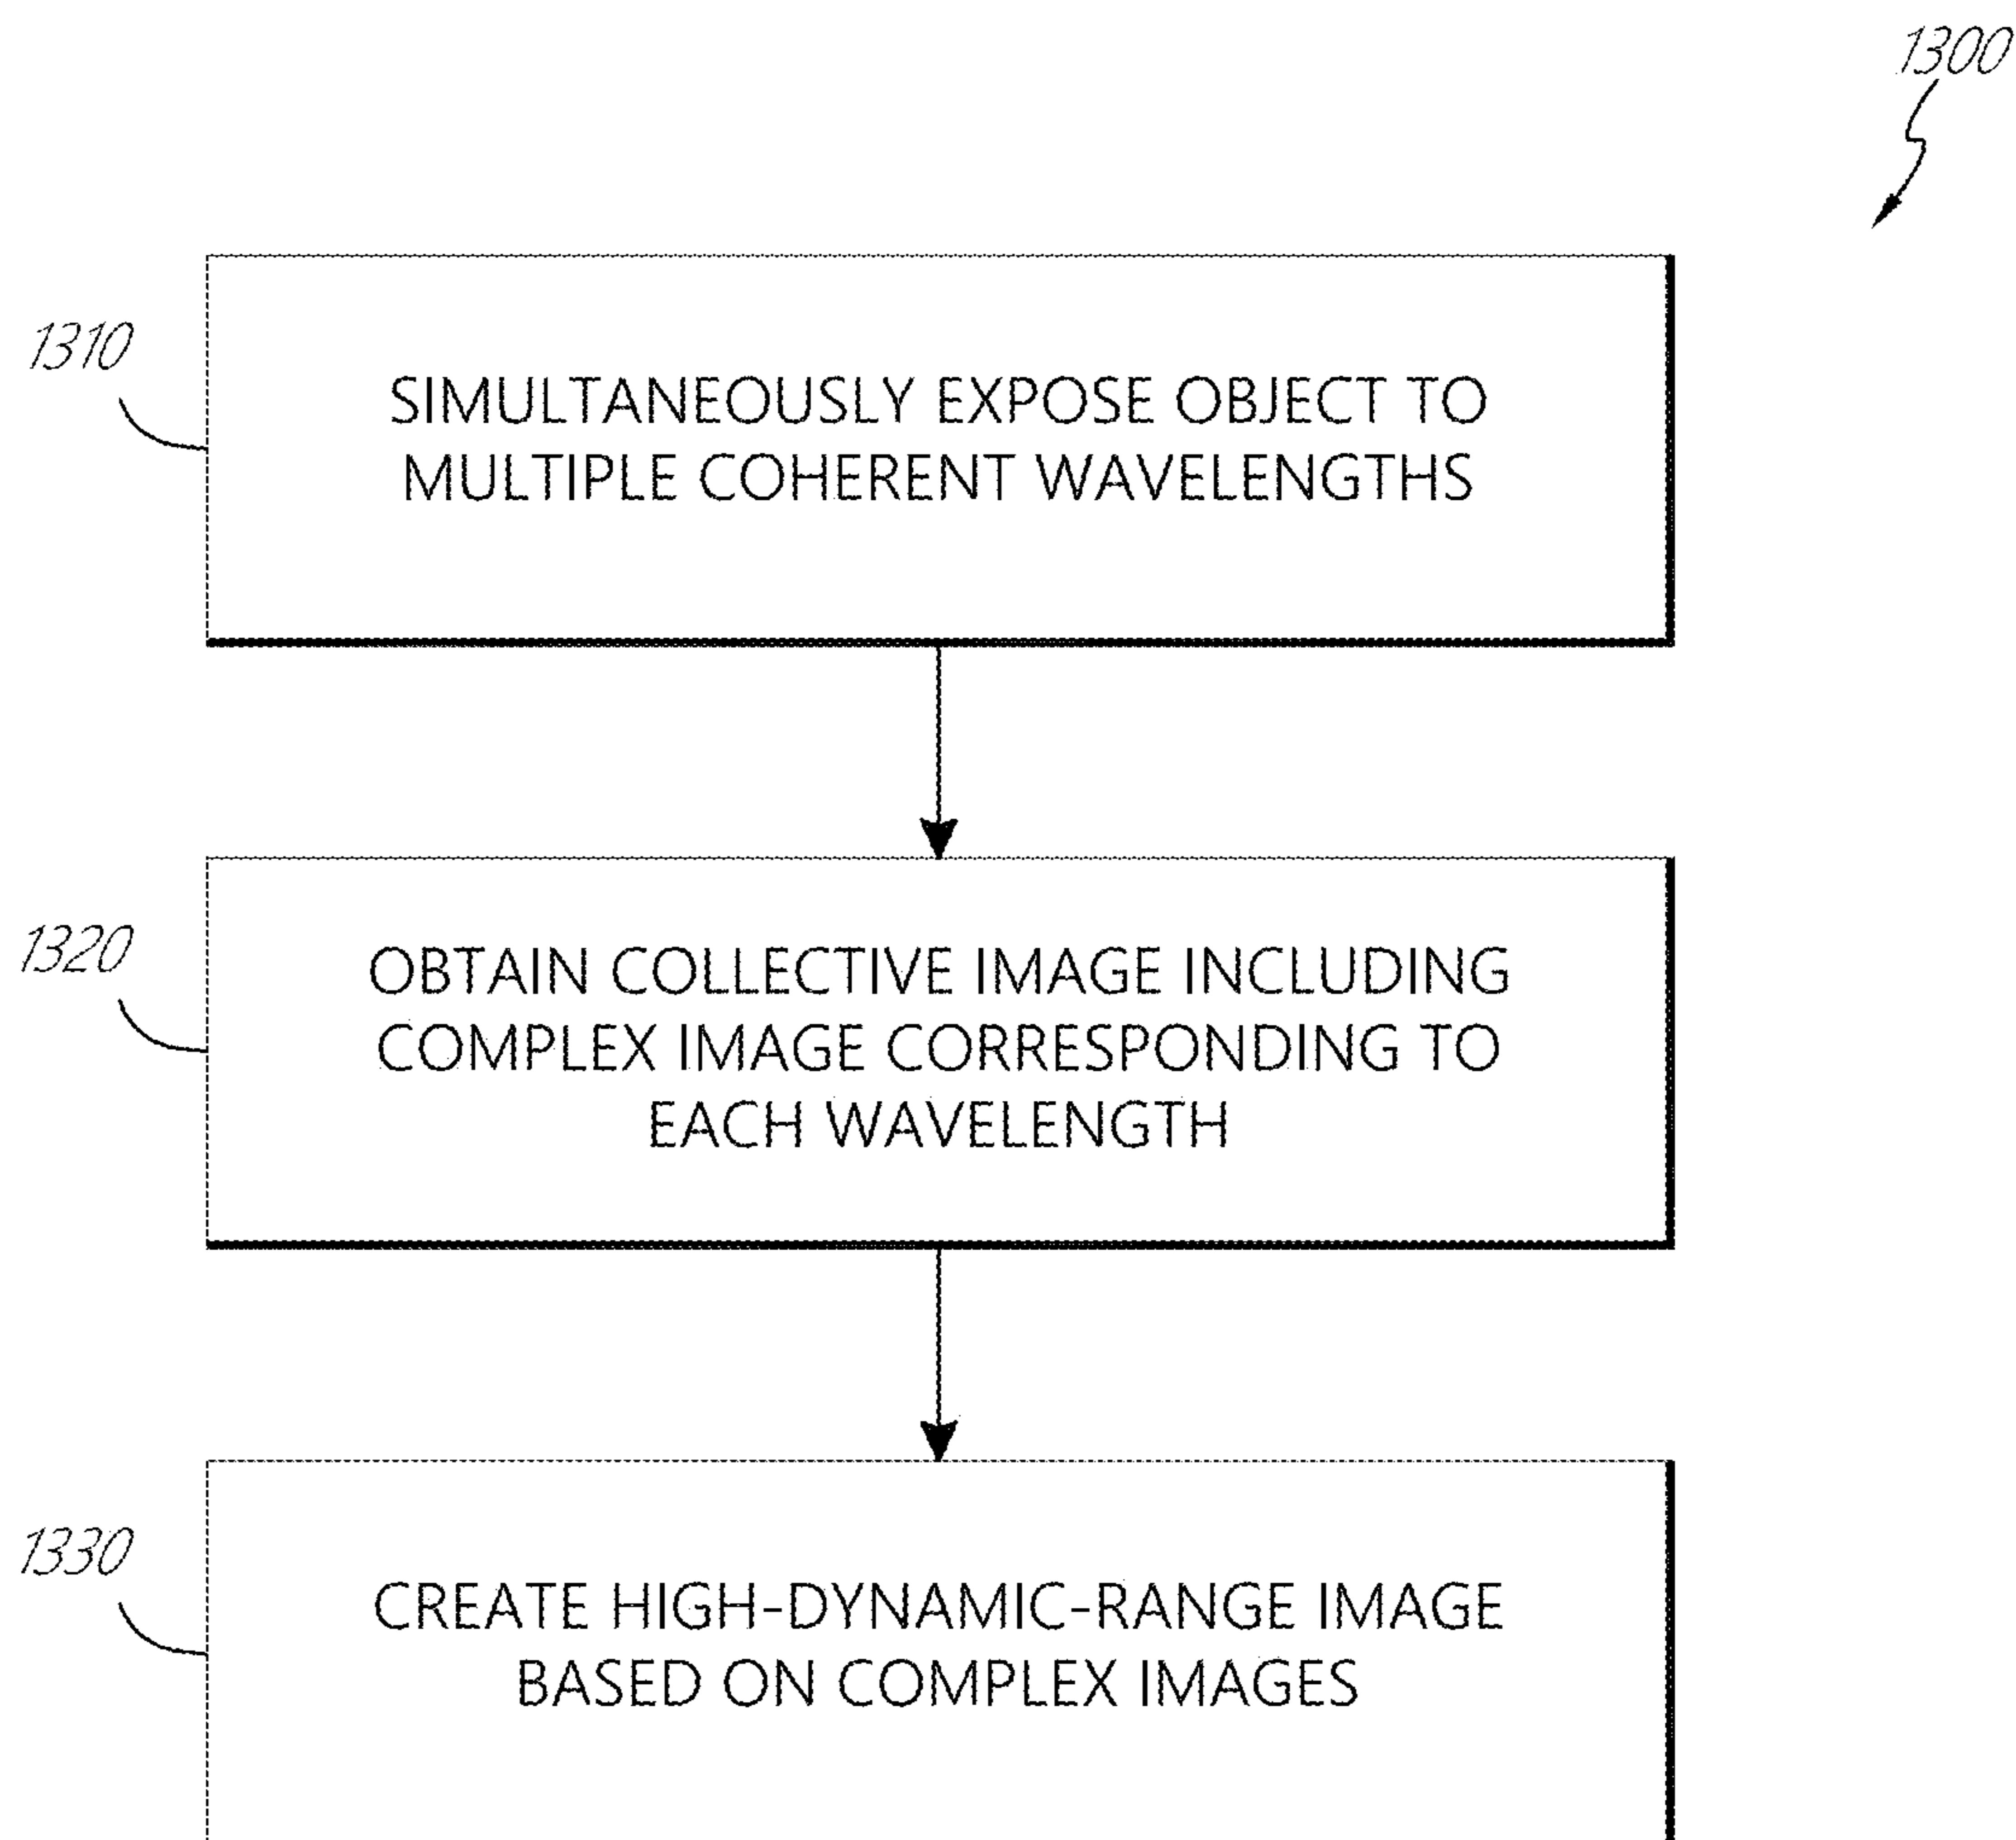 1300
1310
SIMULTANEOUSLY EXPOSE OBJECT TO
MULTIPLE COHERENT WAVELENGTHS
1320
OBTAIN COLLECTIVE IMAGE INCLUDING
COMPLEX IMAGE CORRESPONDING TO
EACH WAVELENGTH
1330
CREATE HIGH-DYNAMIC-RANGE IMAGE
BASED ON COMPLEX IMAGES